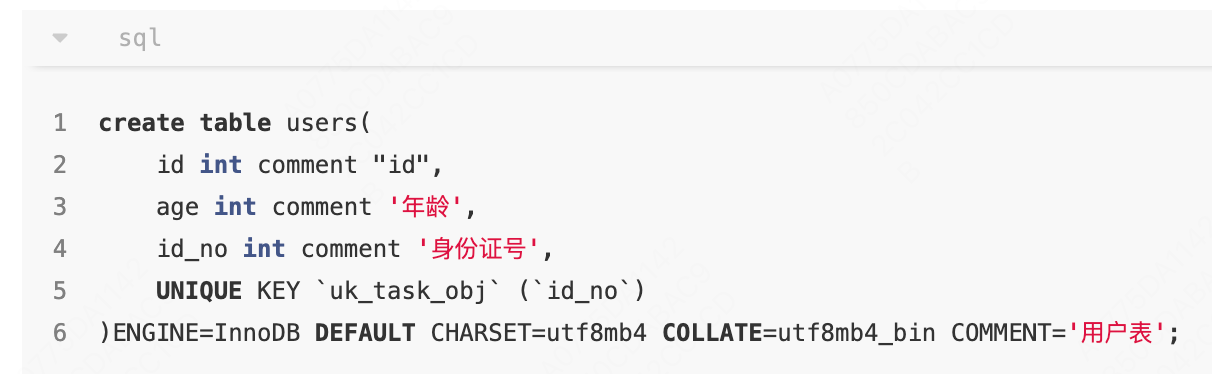 sql
1 create table users(
2     id int comment "id",
3     age int comment '年龄',
4     id_no int comment '身份证号',
5     UNIQUE KEY `uk_task_obj` (`id_no`)
6 )ENGINE=InnoDB DEFAULT CHARSET=utf8mb4 COLLATE=utf8mb4_bin COMMENT='用户表';